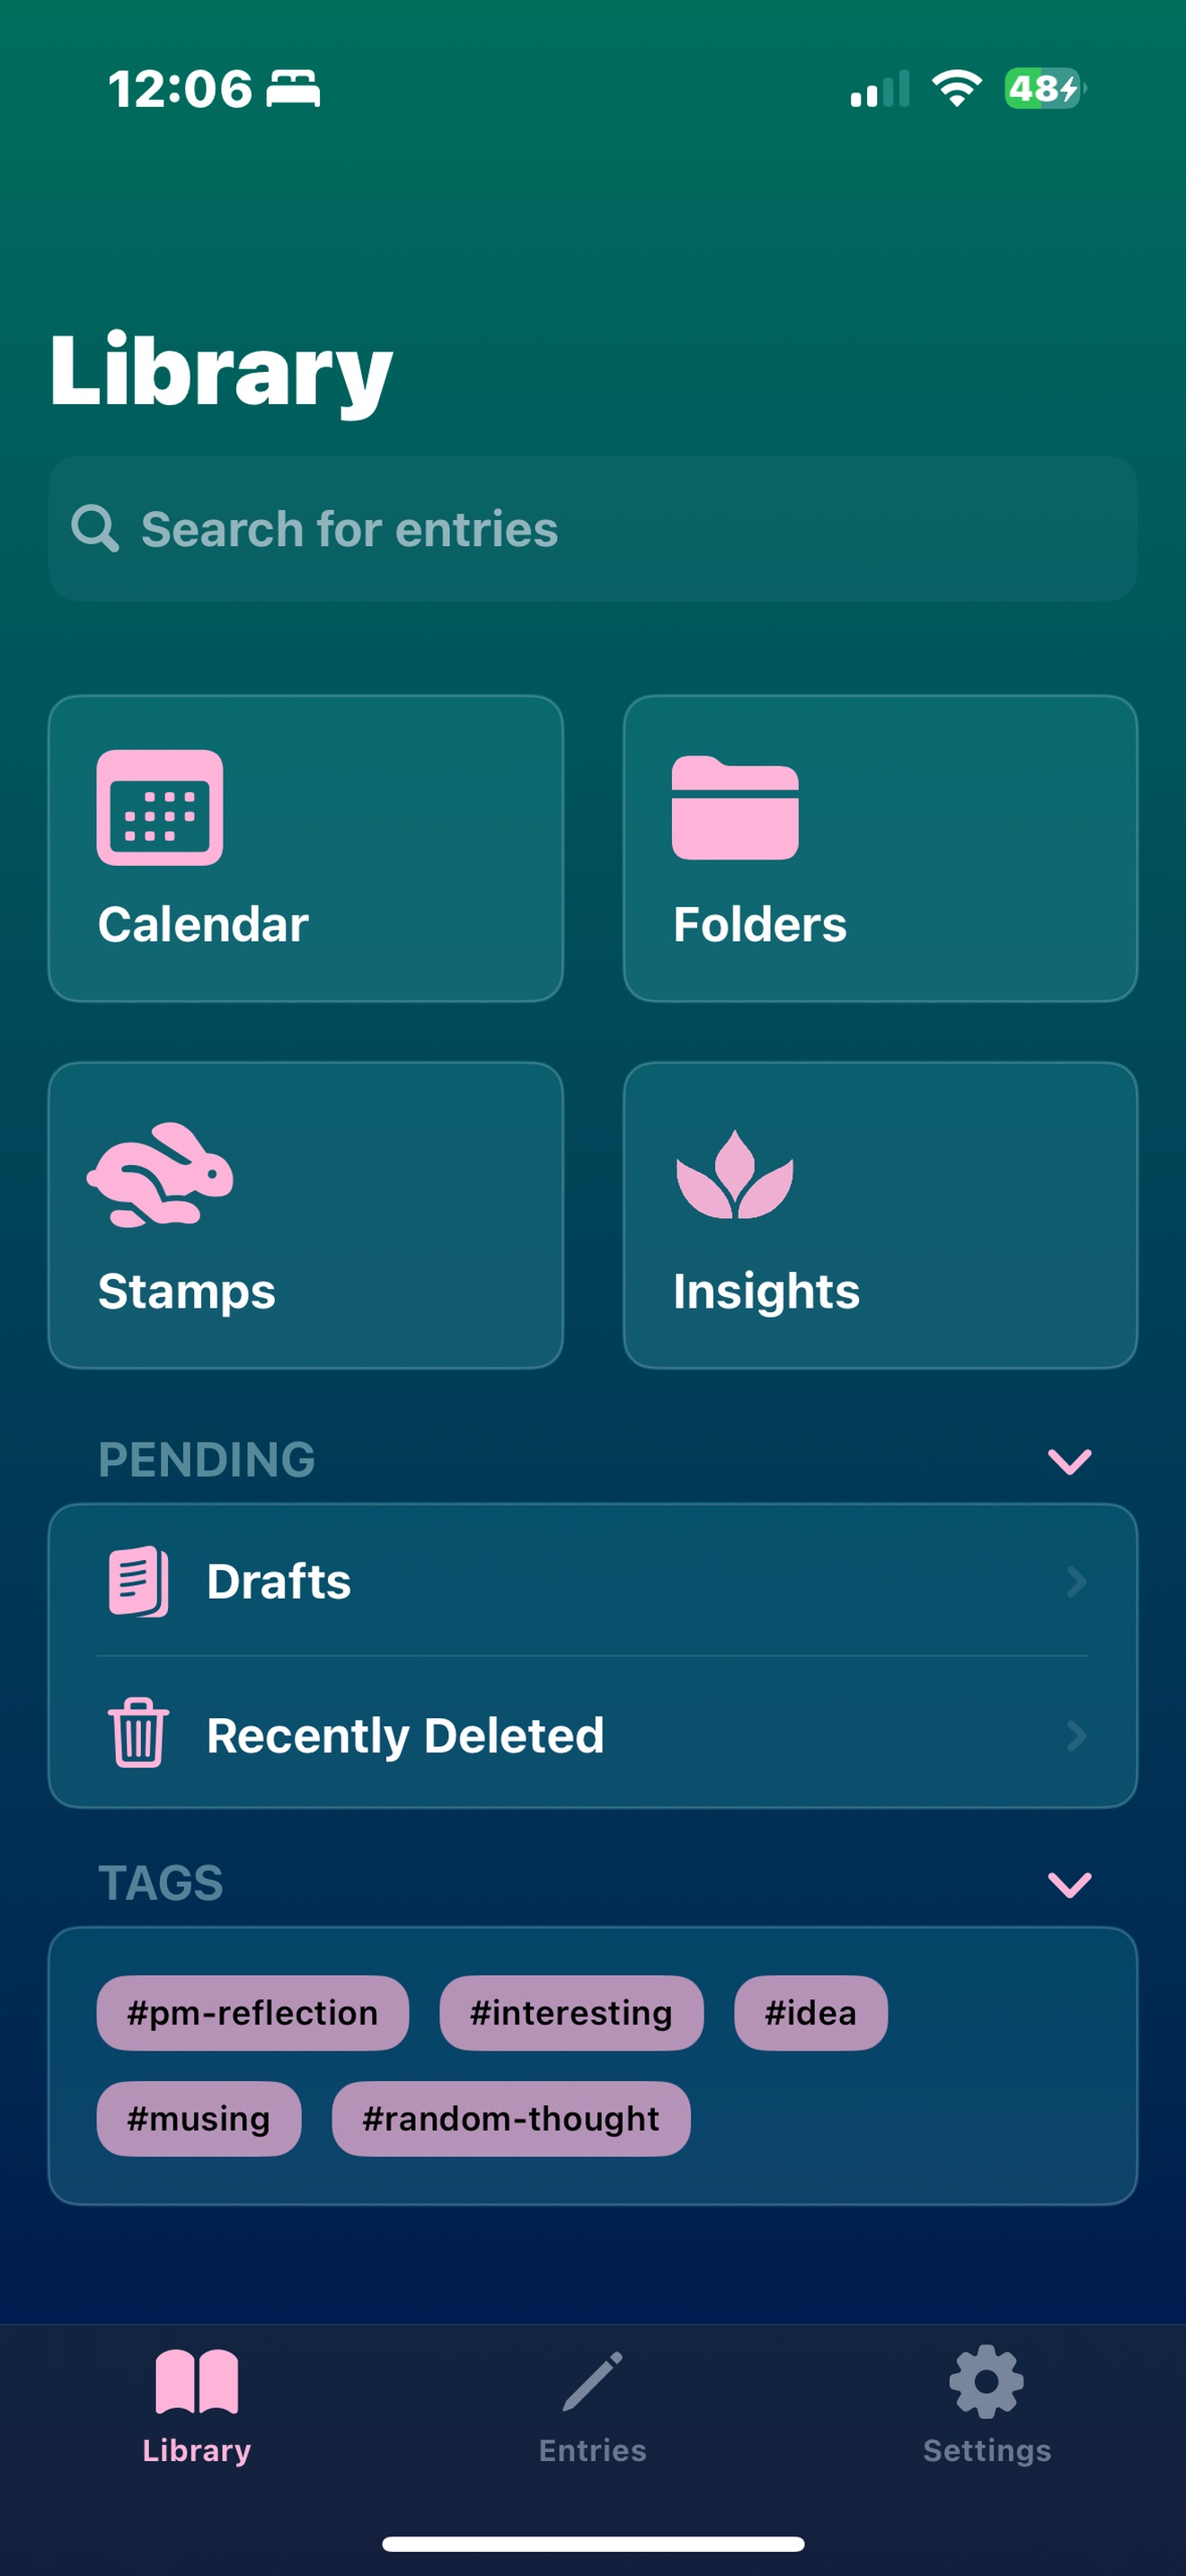 12:06
48
Library
Search for entries
Calendar
Folders
Stamps
Insights
PENDING
Drafts
Recently Deleted
TAGS
#pm-reflection #interesting #idea
#musing #random-thought
Library Entries Settings